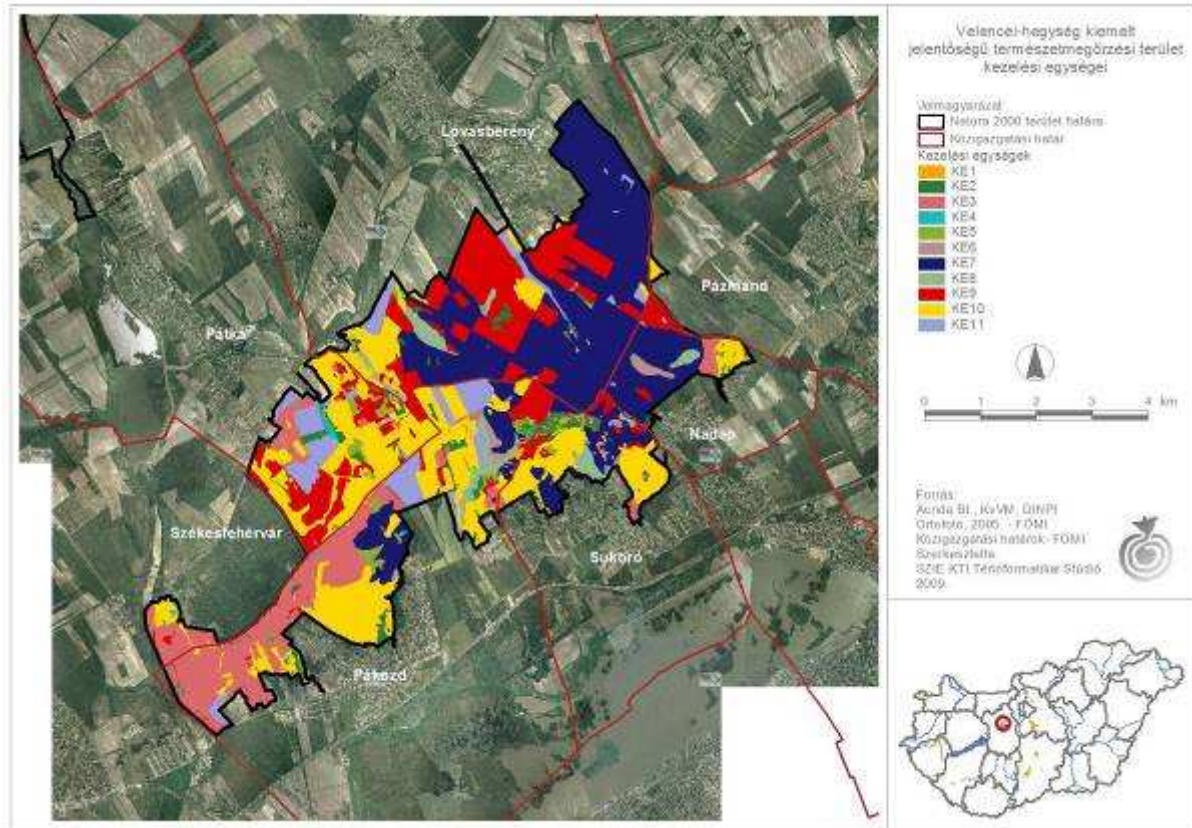 Velencei-hegység kiemelt
jelentőségű természetmegőrzési terület
kezelési egységei
Jelmagyarázat
Natura 2000 terület határa
Közigazgatási határ
Kezelési egységek
KE1
KE2
KE3
KE4
KE5
KE6
KE7
KE8
KE9
KE10
KE11
0 1 2 3 4 km
Forrás:
Acrida Bt., KvVM, DINPI
Ortofotó, 2005. - FÖMI
Közigazgatási határok - FÖMI
Szerkesztette:
SZIE KTI Térinformatikai Stúdió
2009.
Lovasberény
Pázmánd
Pátka
Nadap
Székesfehérvár
Sukoró
Pákozd